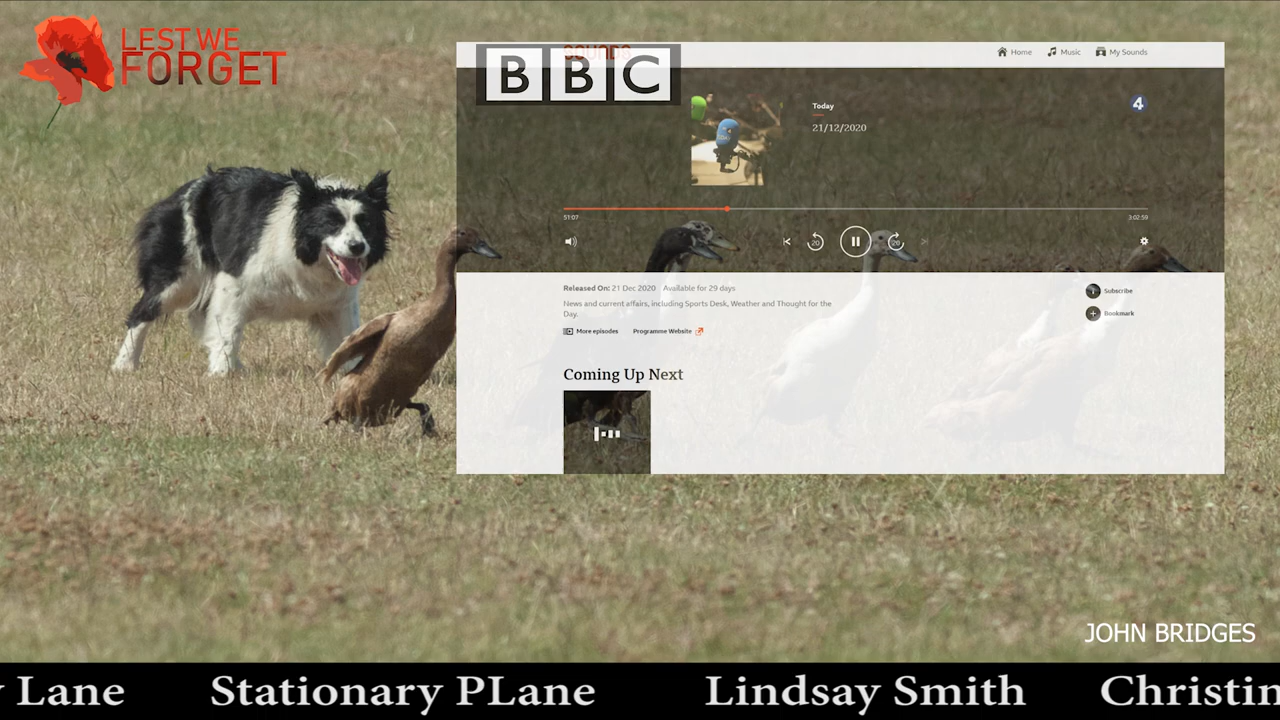 LEST WE
FORGET
SOUNDS
BBC
Home
Music
My Sounds
Today
21/12/2020
4
51:07
3:02:59
20
20
Released On: 21 Dec 2020
Available for 29 days
News and current affairs, including Sports Desk, Weather and Thought for the
Day.
Subscribe
Bookmark
More episodes
Programme Website
Coming Up Next
JOHN BRIDGES
y Lane
Stationary PLane
Lindsay Smith
Christin